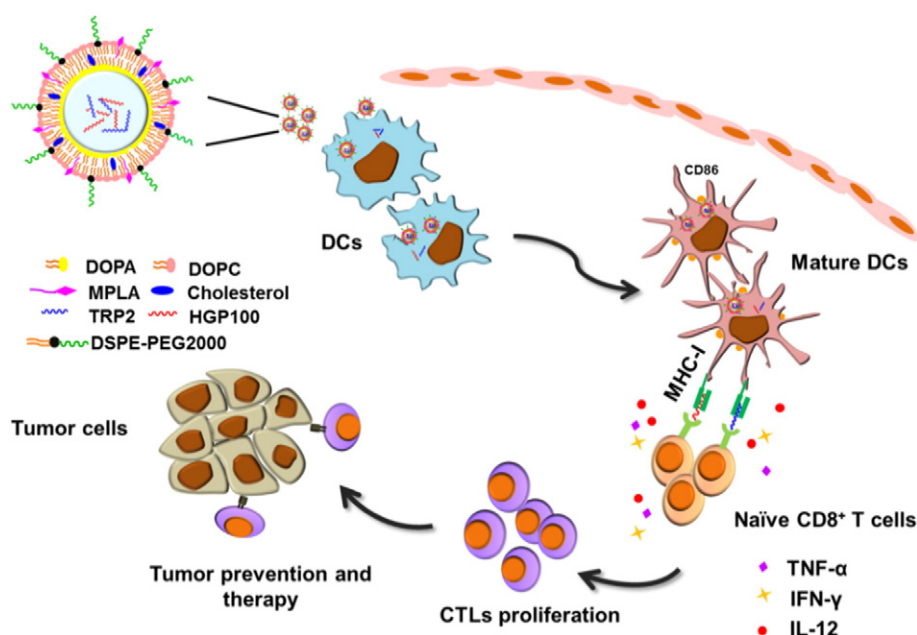 CD86
DCs
Mature DCs
DOPA
DOPC
MPLA
Cholesterol
TRP2
HGP100
DSPE-PEG2000
MHC-I
Tumor cells
Naïve CD8⁺ T cells
Tumor prevention and
therapy
CTLs proliferation
TNF-α
IFN-γ
IL-12